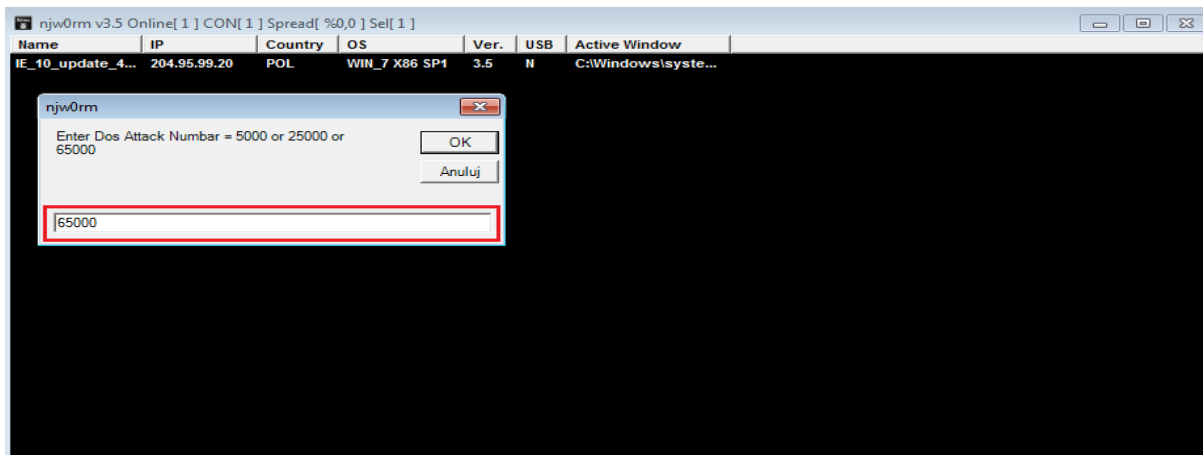 njw0rm v3.5 Online[ 1 ] CON[ 1 ] Spread[ %0,0 ] Sel[ 1 ]
Name IP Country OS Ver. USB Active Window
IE_10_update_4... 204.95.99.20 POL WIN_7 X86 SP1 3.5 N C:\Windows\syste...
njw0rm
Enter Dos Attack Numbar = 5000 or 25000 or
65000
OK
Anuluj
65000